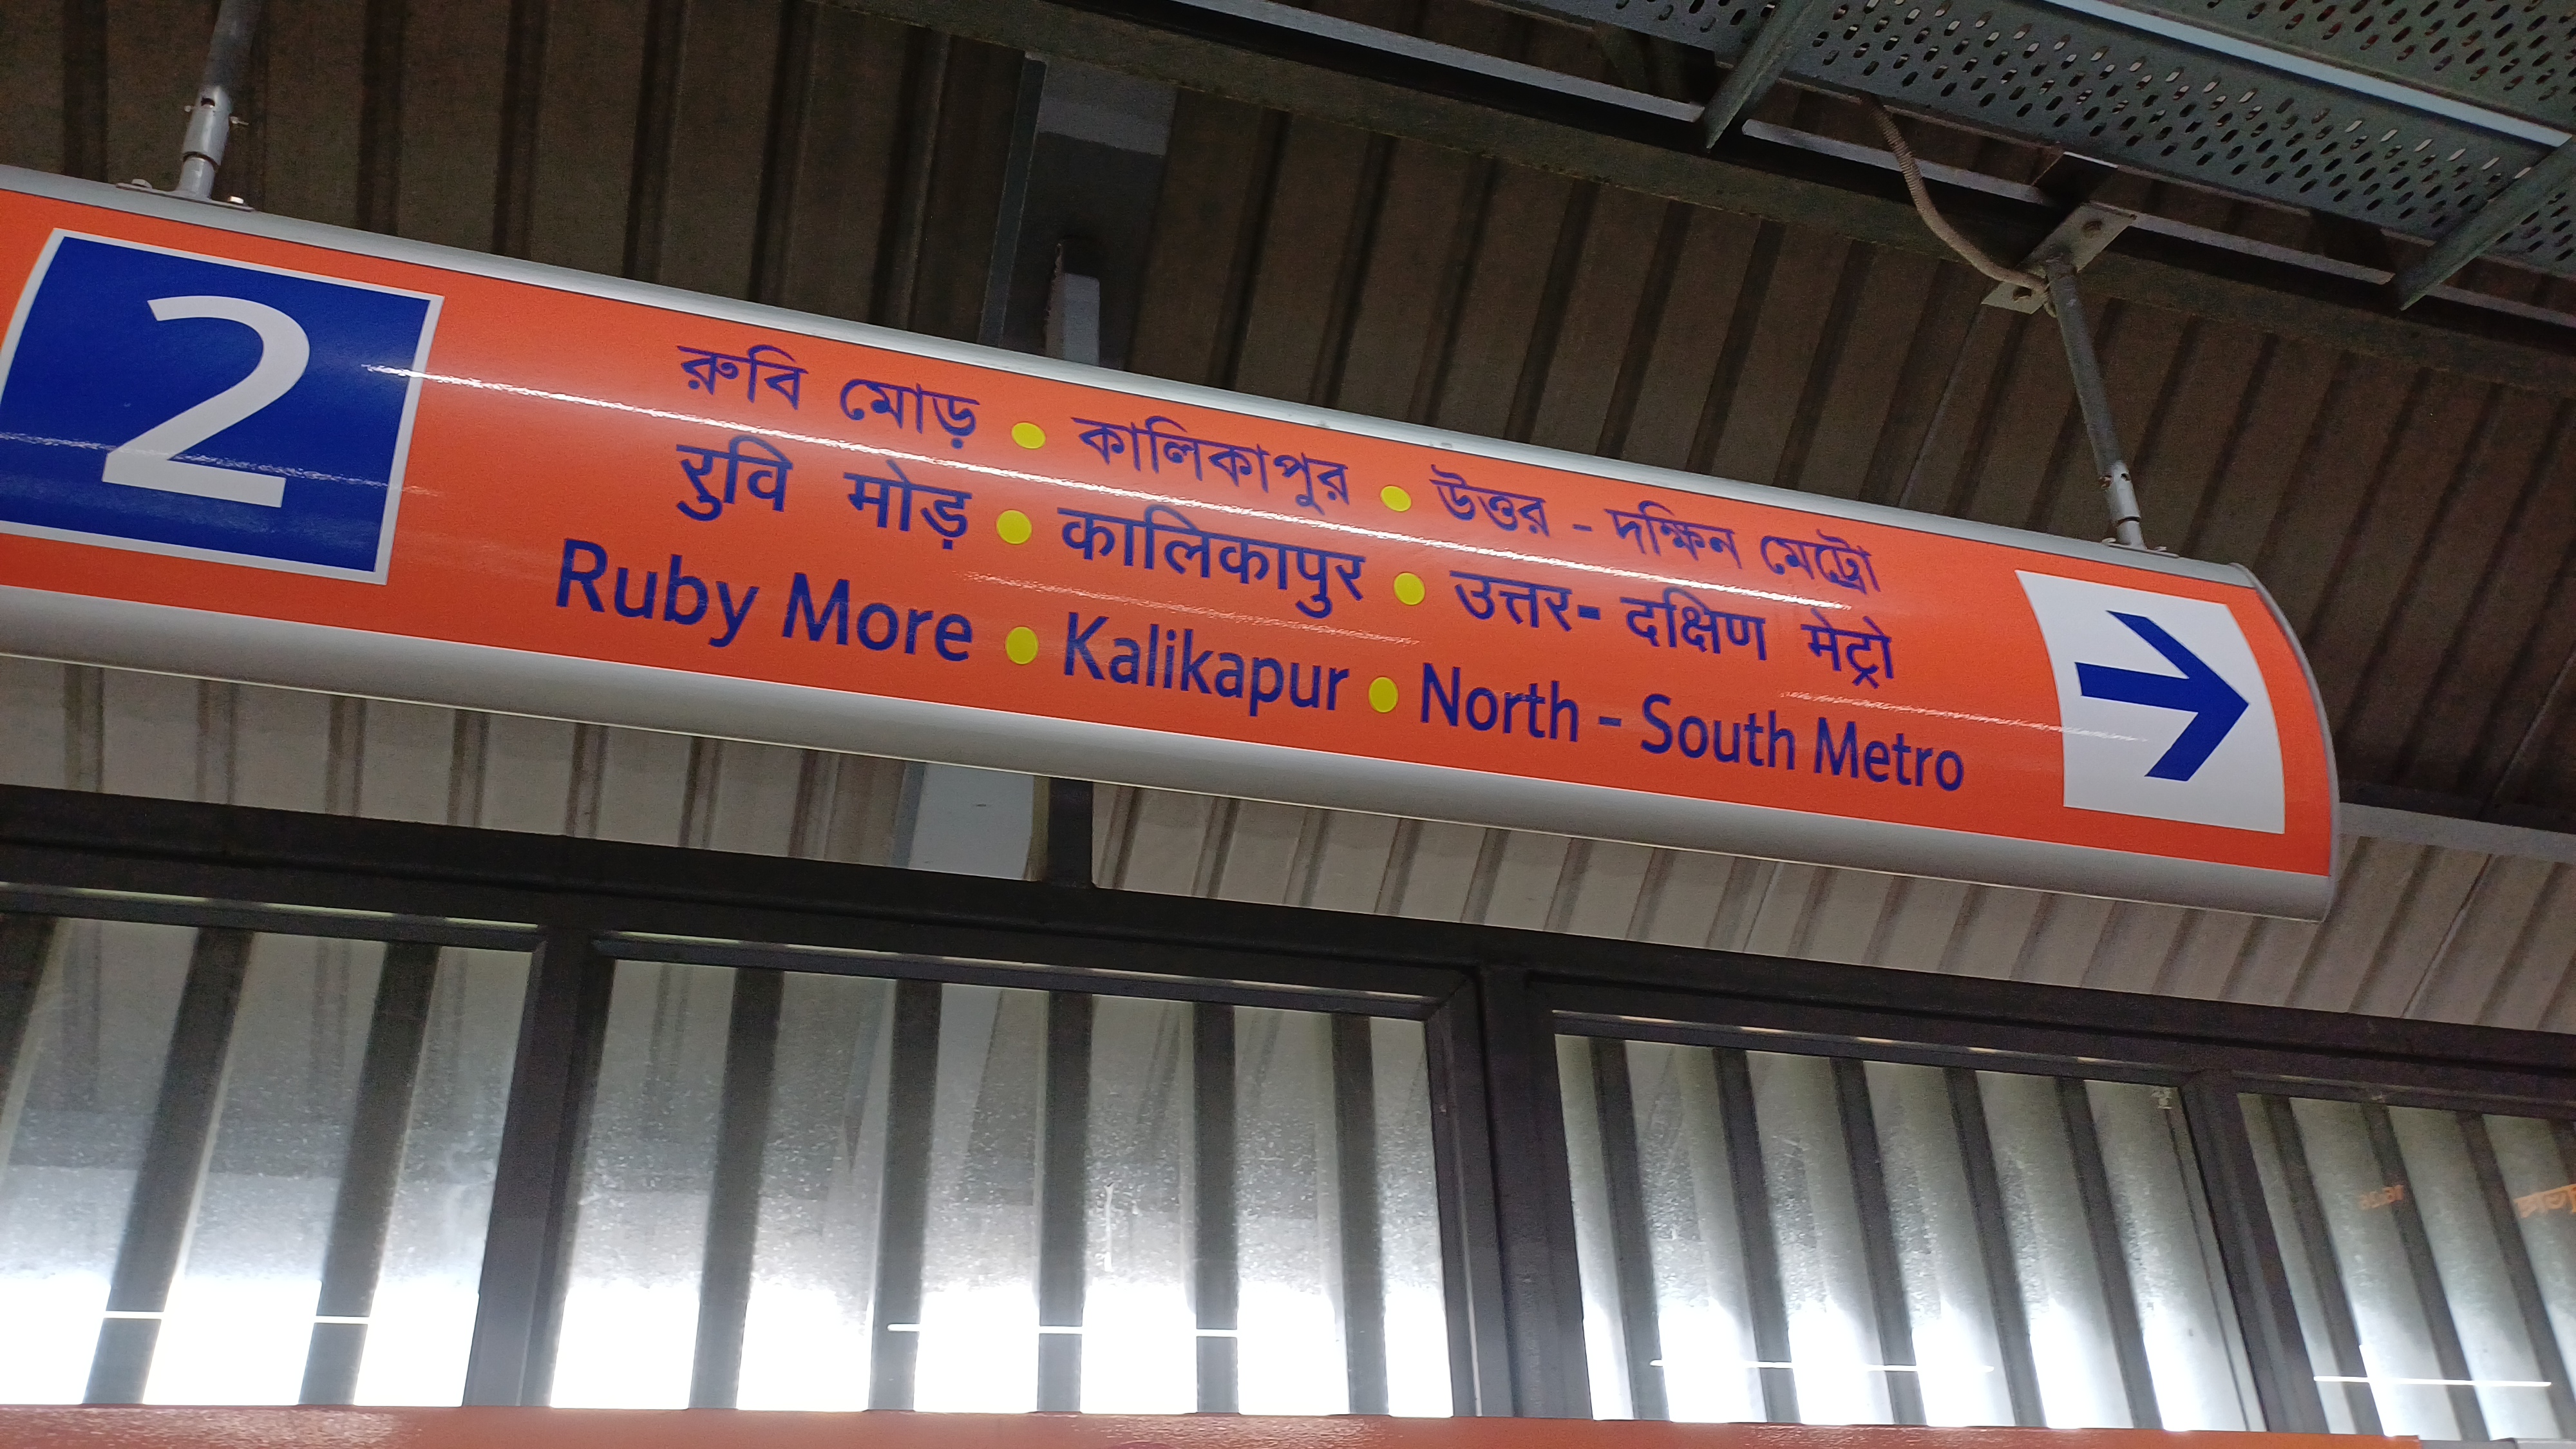 2
রুবি মোড় • কালিকাপুর • উত্তর - দক্ষিন মেট্রো
रुवि मोड़ • कालिकापुर • उत्तर- दक्षिण मेट्रो
Ruby More • Kalikapur • North - South Metro